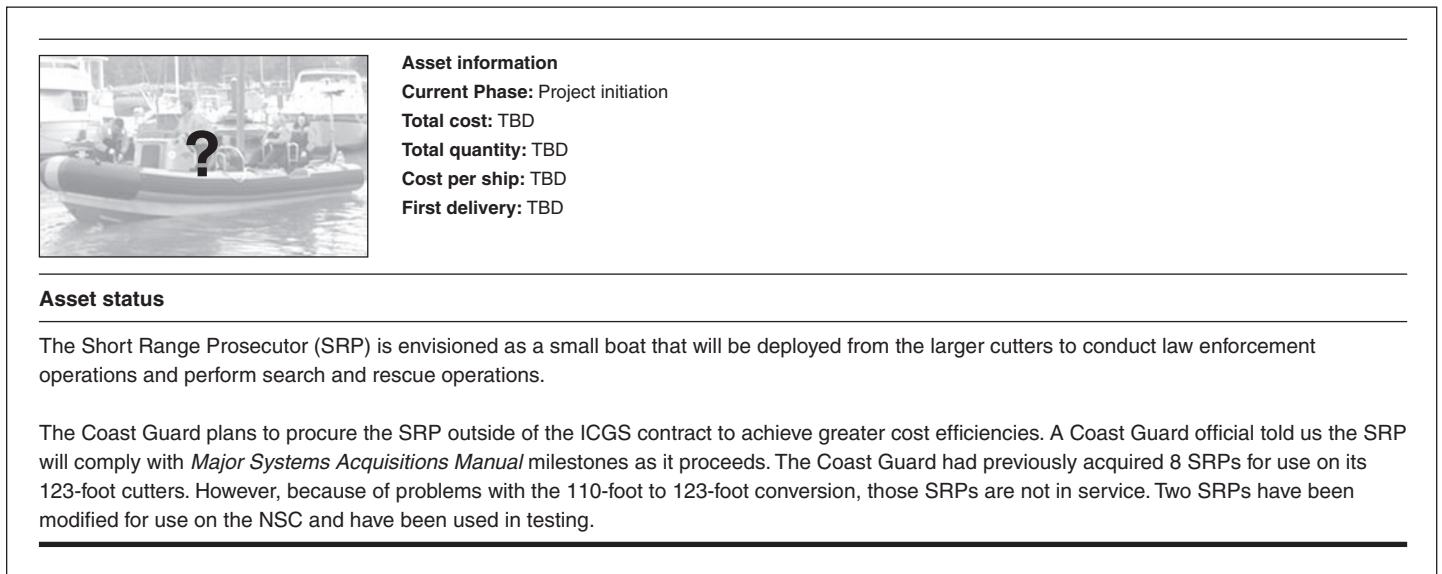 Asset information
Current Phase: Project initiation
Total cost: TBD
Total quantity: TBD
Cost per ship: TBD
First delivery: TBD
?
Asset status
The Short Range Prosecutor (SRP) is envisioned as a small boat that will be deployed from the larger cutters to conduct law enforcement
operations and perform search and rescue operations.
The Coast Guard plans to procure the SRP outside of the ICGS contract to achieve greater cost efficiencies. A Coast Guard official told us the SRP
will comply with Major Systems Acquisitions Manual milestones as it proceeds. The Coast Guard had previously acquired 8 SRPs for use on its
123-foot cutters. However, because of problems with the 110-foot to 123-foot conversion, those SRPs are not in service. Two SRPs have been
modified for use on the NSC and have been used in testing.